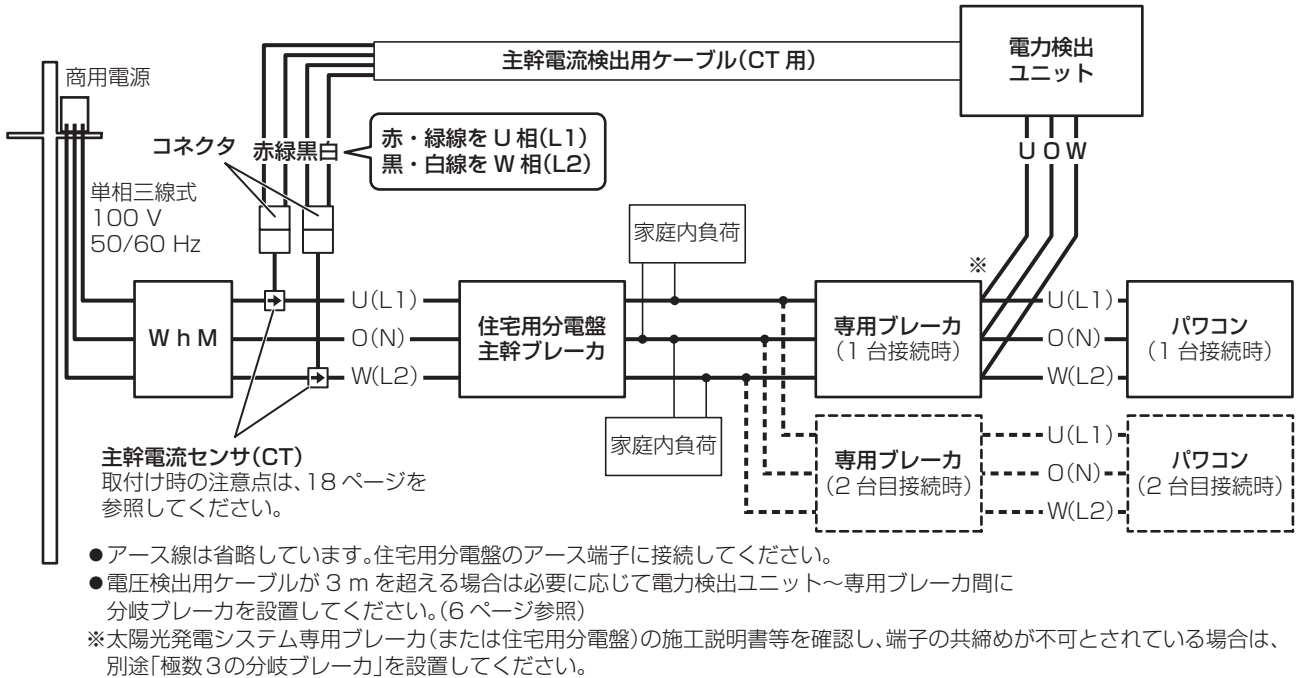 主幹電流検出用ケーブル(CT 用)
電力検出
ユニット
商用電源
コネクタ
赤緑黒白
赤・緑線を U 相(L1)
黒・白線を W 相(L2)
U O W
単相三線式
100 V
50/60 Hz
家庭内負荷
※
W h M
U(L1)
O(N)
W(L2)
住宅用分電盤
主幹ブレーカ
専用ブレーカ
(1 台接続時)
U(L1)
O(N)
W(L2)
パワコン
(1 台接続時)
家庭内負荷
専用ブレーカ
(2 台目接続時)
U(L1)
O(N)
W(L2)
パワコン
(2 台目接続時)
主幹電流センサ(CT)
取付け時の注意点は、18 ページを
参照してください。
●アース線は省略しています。住宅用分電盤のアース端子に接続してください。
●電圧検出用ケーブルが 3 m を超える場合は必要に応じて電力検出ユニット〜専用ブレーカ間に
分岐ブレーカを設置してください。(6 ページ参照)
※太陽光発電システム専用ブレーカ(または住宅用分電盤)の施工説明書等を確認し、端子の共締めが不可とされている場合は、
別途「極数3の分岐ブレーカ」を設置してください。